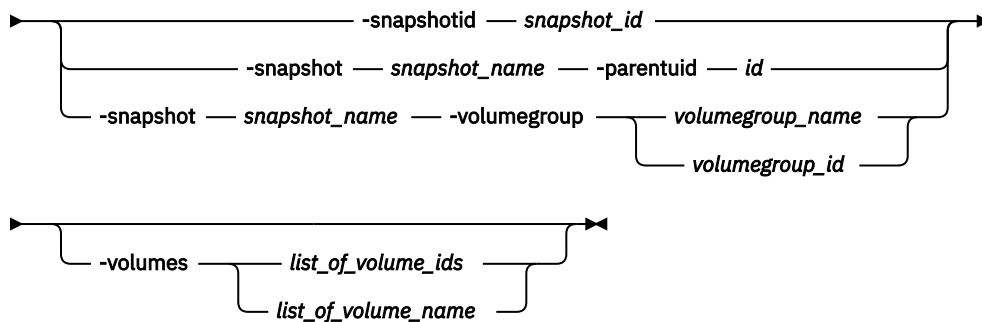 -snapshotid snapshot_id
-snapshot snapshot_name -parentuid id
-snapshot snapshot_name -volumegroup volumegroup_name
volumegroup_id
-volumes list_of_volume_ids
list_of_volume_name